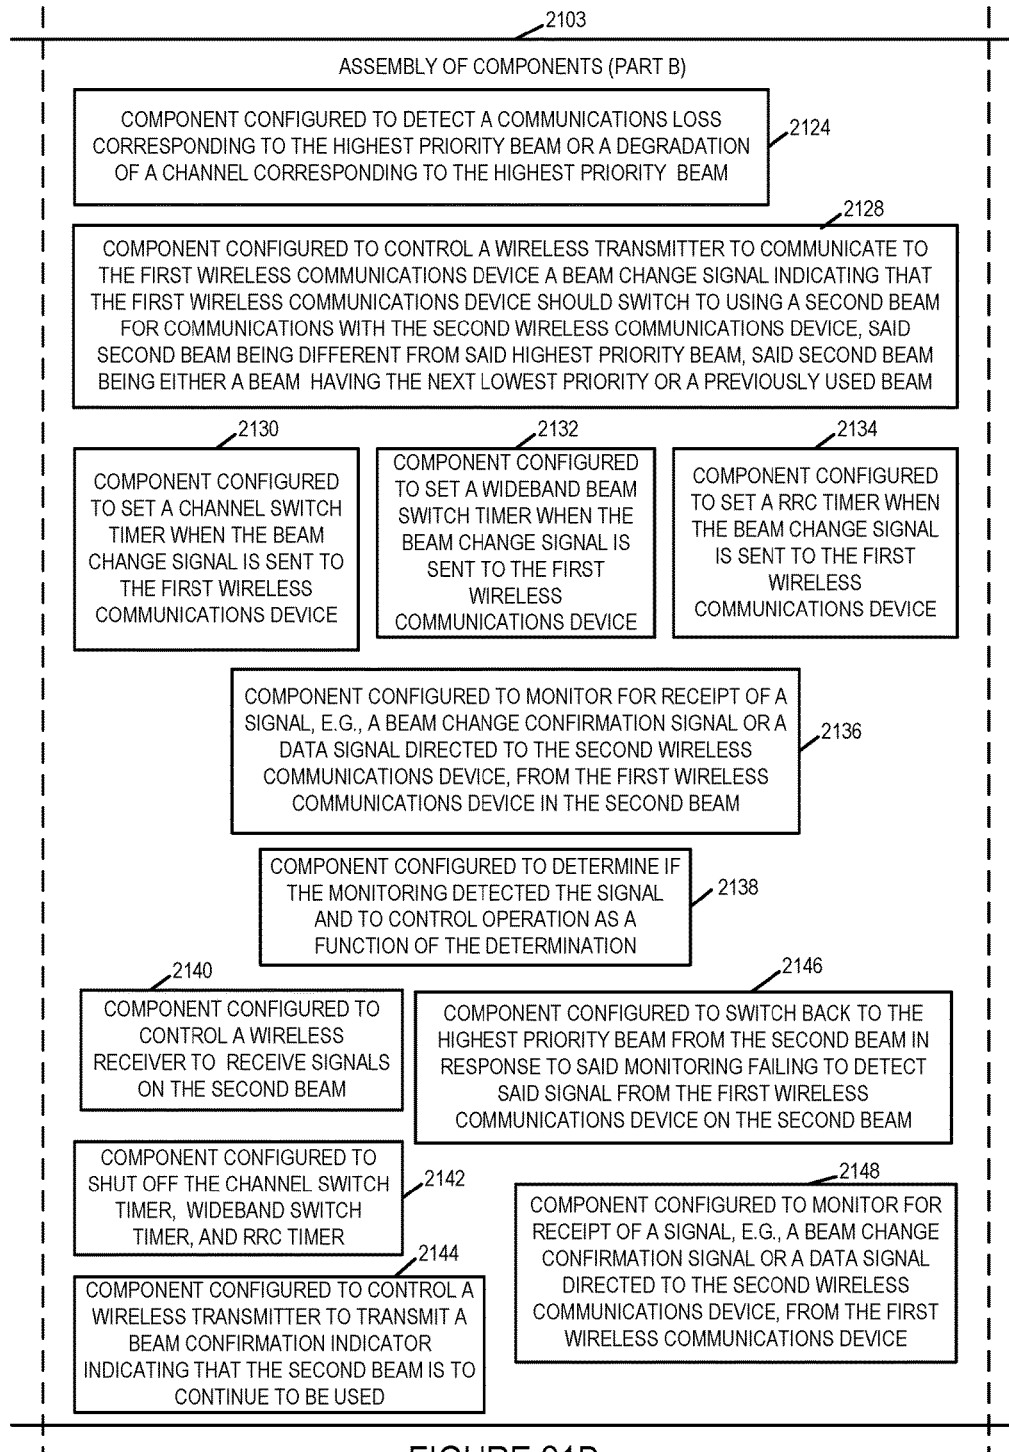 2103
ASSEMBLY OF COMPONENTS (PART B)
COMPONENT CONFIGURED TO DETECT A COMMUNICATIONS LOSS
CORRESPONDING TO THE HIGHEST PRIORITY BEAM OR A DEGRADATION
OF A CHANNEL CORRESPONDING TO THE HIGHEST PRIORITY BEAM
2124
2128
COMPONENT CONFIGURED TO CONTROL A WIRELESS TRANSMITTER TO COMMUNICATE TO
THE FIRST WIRELESS COMMUNICATIONS DEVICE A BEAM CHANGE SIGNAL INDICATING THAT
THE FIRST WIRELESS COMMUNICATIONS DEVICE SHOULD SWITCH TO USING A SECOND BEAM
FOR COMMUNICATIONS WITH THE SECOND WIRELESS COMMUNICATIONS DEVICE, SAID
SECOND BEAM BEING DIFFERENT FROM SAID HIGHEST PRIORITY BEAM, SAID SECOND BEAM
BEING EITHER A BEAM HAVING THE NEXT LOWEST PRIORITY OR A PREVIOUSLY USED BEAM
2130
COMPONENT CONFIGURED
TO SET A CHANNEL SWITCH
TIMER WHEN THE BEAM
CHANGE SIGNAL IS SENT TO
THE FIRST WIRELESS
COMMUNICATIONS DEVICE
2132
COMPONENT CONFIGURED
TO SET A WIDEBAND BEAM
SWITCH TIMER WHEN THE
BEAM CHANGE SIGNAL IS
SENT TO THE FIRST
WIRELESS
COMMUNICATIONS DEVICE
2134
COMPONENT CONFIGURED
TO SET A RRC TIMER WHEN
THE BEAM CHANGE SIGNAL
IS SENT TO THE FIRST
WIRELESS
COMMUNICATIONS DEVICE
COMPONENT CONFIGURED TO MONITOR FOR RECEIPT OF A
SIGNAL, E.G., A BEAM CHANGE CONFIRMATION SIGNAL OR A
DATA SIGNAL DIRECTED TO THE SECOND WIRELESS
COMMUNICATIONS DEVICE, FROM THE FIRST WIRELESS
COMMUNICATIONS DEVICE IN THE SECOND BEAM
2136
COMPONENT CONFIGURED TO DETERMINE IF
THE MONITORING DETECTED THE SIGNAL
AND TO CONTROL OPERATION AS A
FUNCTION OF THE DETERMINATION
2138
2140
COMPONENT CONFIGURED TO
CONTROL A WIRELESS
RECEIVER TO RECEIVE SIGNALS
ON THE SECOND BEAM
2146
COMPONENT CONFIGURED TO SWITCH BACK TO THE
HIGHEST PRIORITY BEAM FROM THE SECOND BEAM IN
RESPONSE TO SAID MONITORING FAILING TO DETECT
SAID SIGNAL FROM THE FIRST WIRELESS
COMMUNICATIONS DEVICE ON THE SECOND BEAM
COMPONENT CONFIGURED TO
SHUT OFF THE CHANNEL SWITCH
TIMER, WIDEBAND SWITCH
TIMER, AND RRC TIMER
2142
2144
COMPONENT CONFIGURED TO CONTROL A
WIRELESS TRANSMITTER TO TRANSMIT A
BEAM CONFIRMATION INDICATOR
INDICATING THAT THE SECOND BEAM IS TO
CONTINUE TO BE USED
2148
COMPONENT CONFIGURED TO MONITOR FOR
RECEIPT OF A SIGNAL, E.G., A BEAM CHANGE
CONFIRMATION SIGNAL OR A DATA SIGNAL
DIRECTED TO THE SECOND WIRELESS
COMMUNICATIONS DEVICE, FROM THE FIRST
WIRELESS COMMUNICATIONS DEVICE